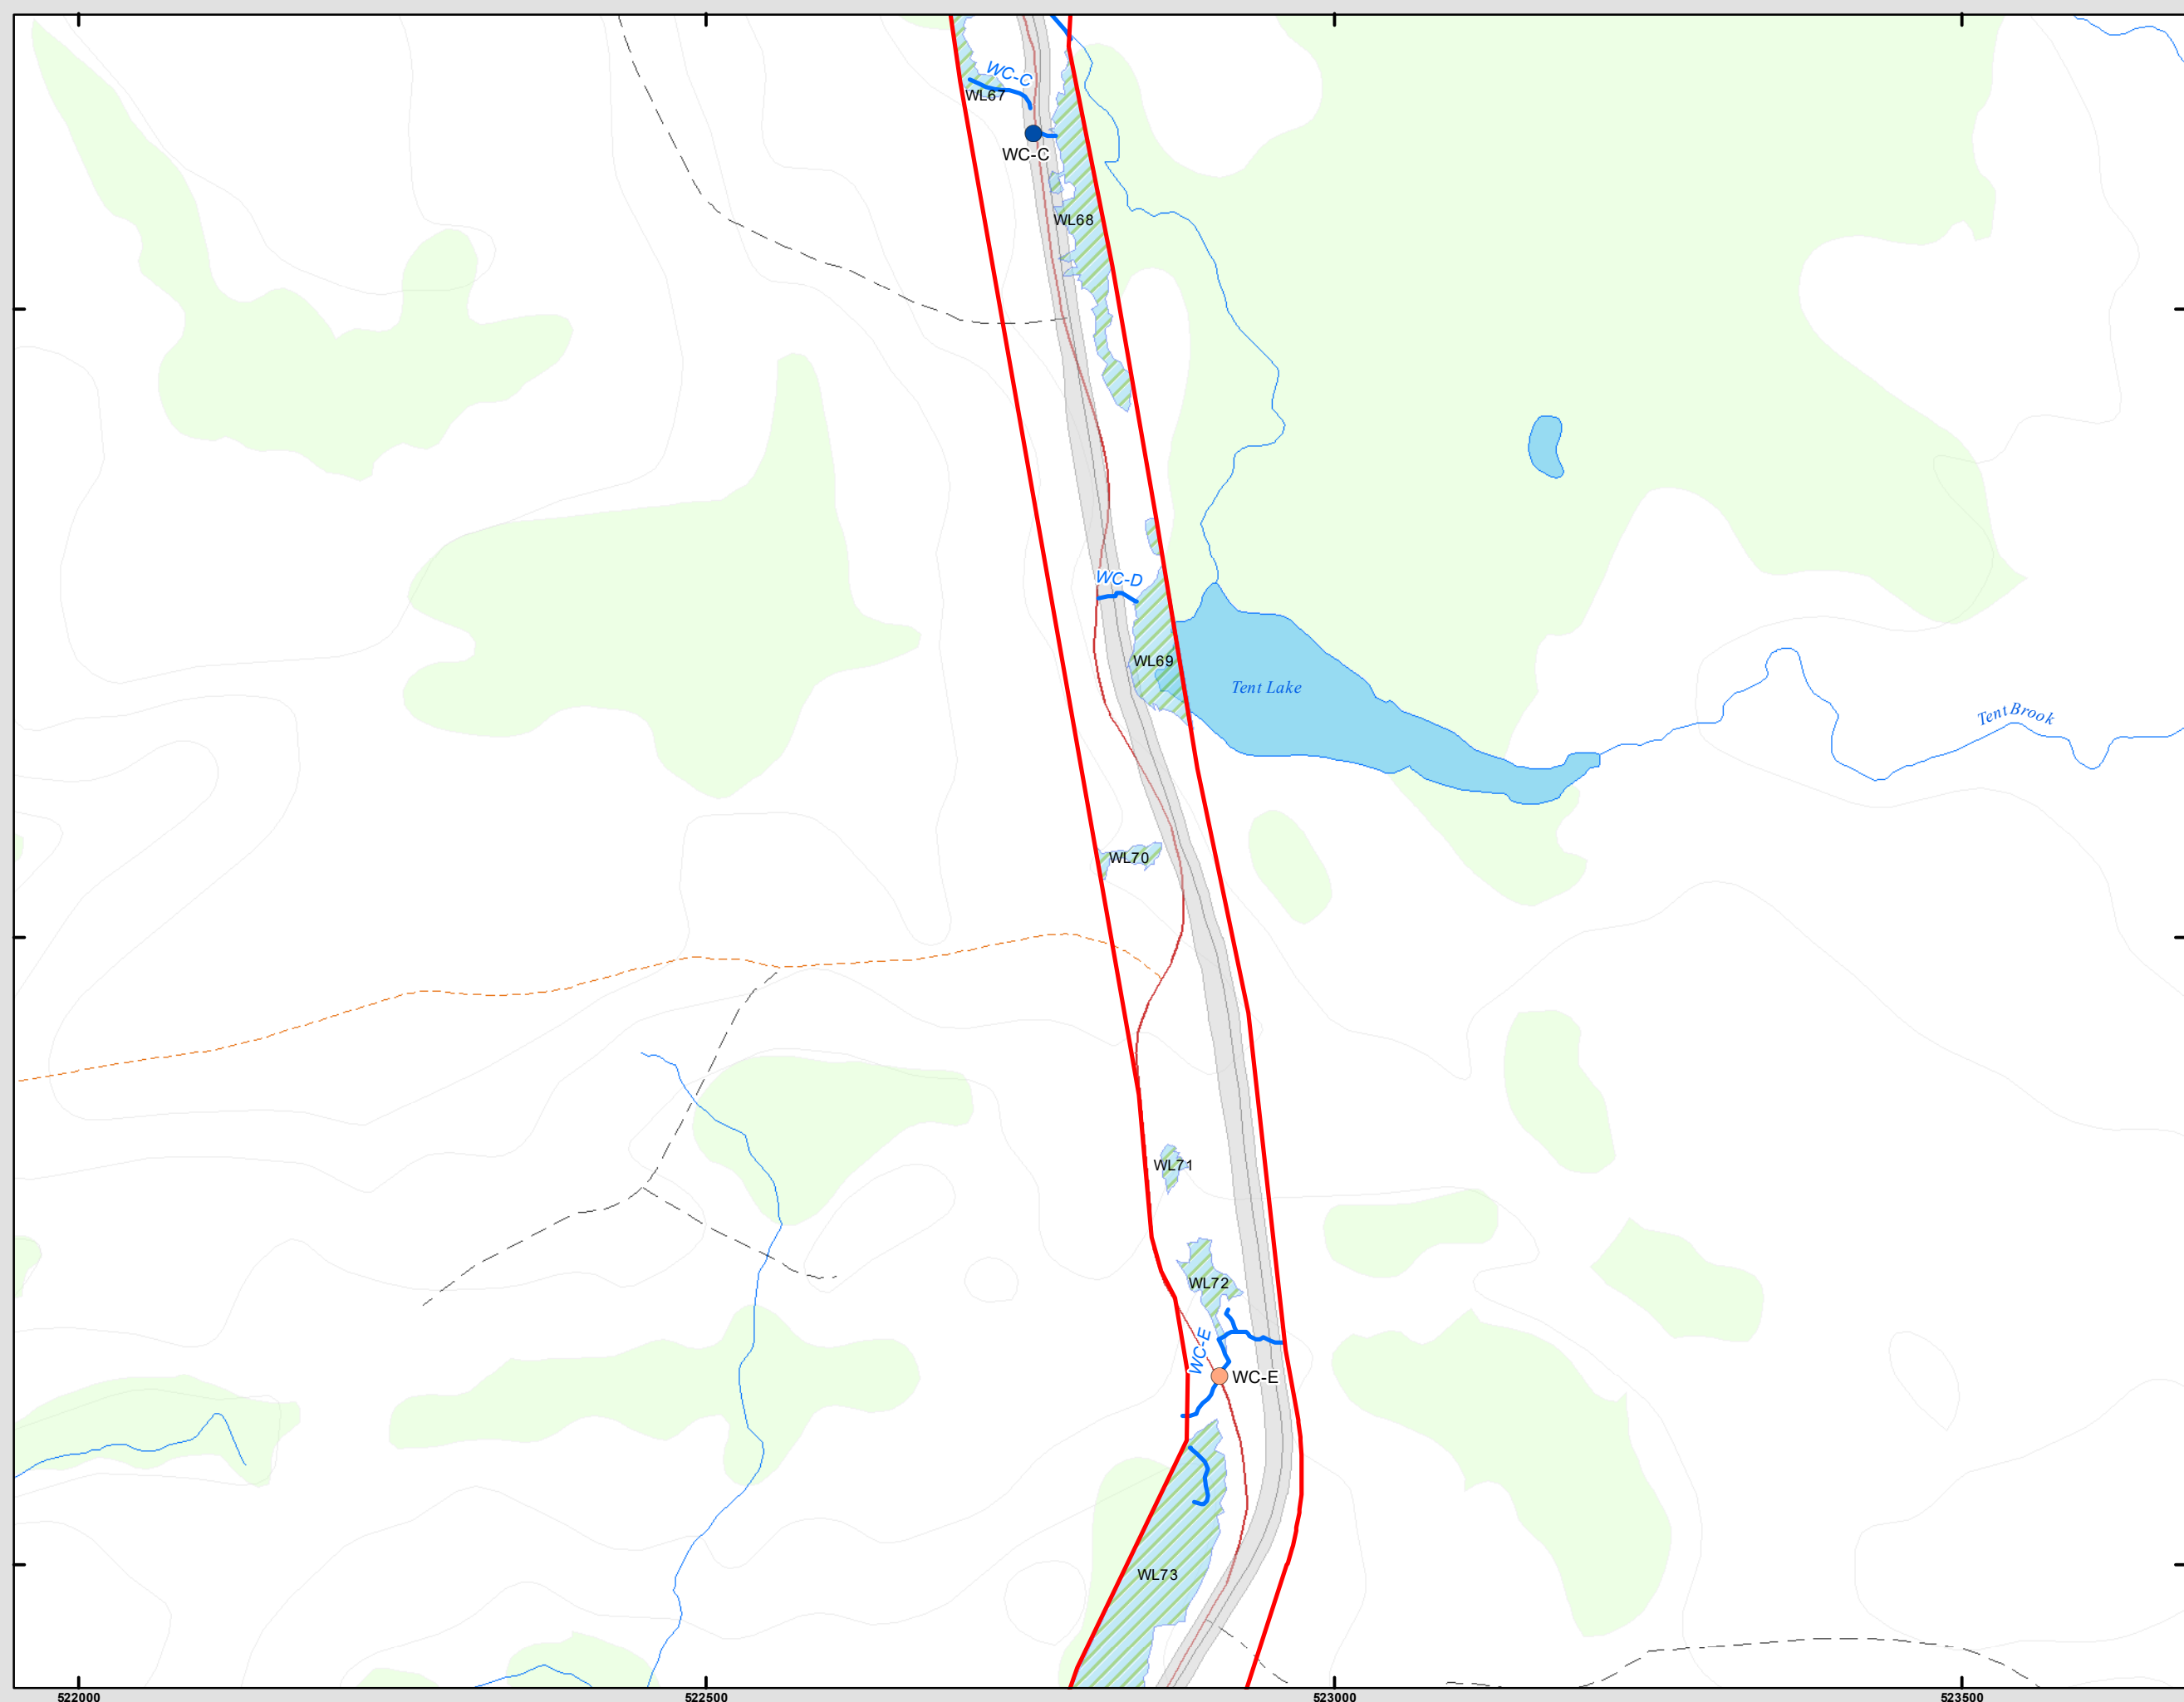 WC-C
WL67
WC-C
WL68
WC-D
WL69
Tent Lake
Tent Brook
WL70
WL71
WL72
WC-E
WC-E
WL73
522000
522500
523000
523500